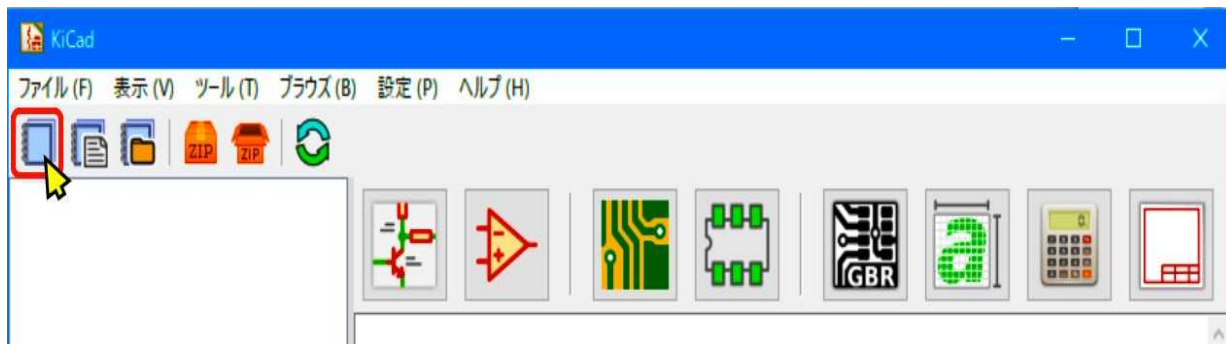 KiCad
ファイル (F) 表示 (V) ツール (T) ブラウズ (B) 設定 (P) ヘルプ (H)
ZIP ZIP
0.
GBR a